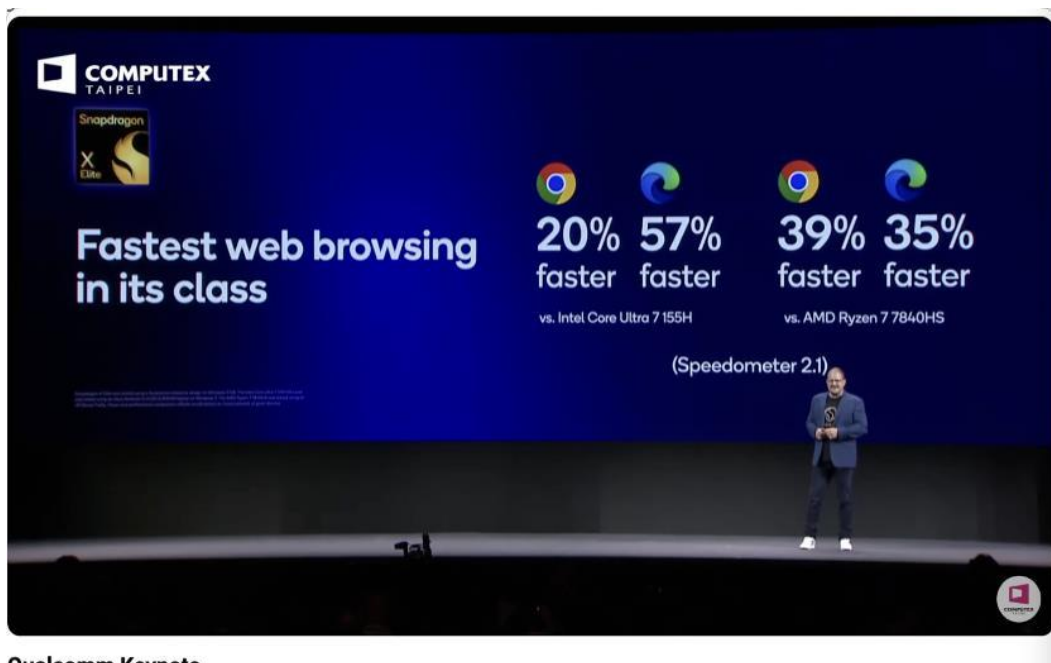 COMPUTEX
TAIPEI
Snapdragon
X
Elite
Fastest web browsing
in its class
20% faster
57% faster
vs. Intel Core Ultra 7 155H
39% faster
35% faster
vs. AMD Ryzen 7 7840HS
(Speedometer 2.1)
COMPUTEX
Qualcomm Keynote